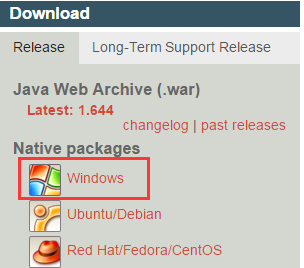 Download
Release Long-Term Support Release
Java Web Archive (.war)
Latest: 1.644
changelog | past releases
Native packages
Windows
Ubuntu/Debian
Red Hat/Fedora/CentOS